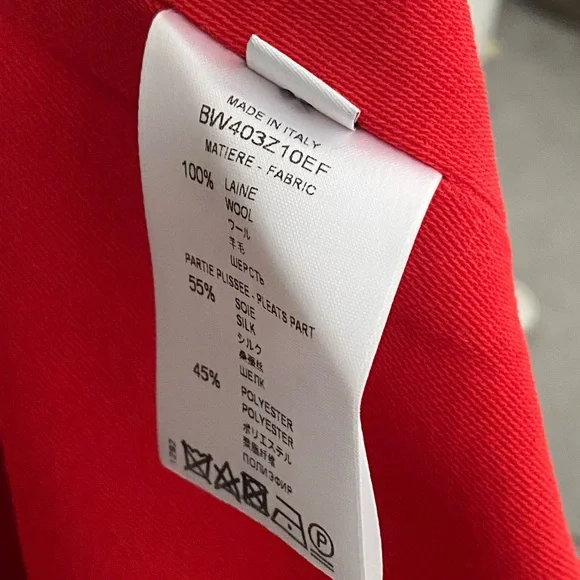 MADE IN ITALY
BW403Z10EF
MATIERE - FABRIC
100% LAINE
WOOL
ウール
羊毛
ШЕРСТЬ
PARTIE PLISSEE - PLEATS PART
55% SOIE
SILK
シルク
桑蚕丝
ШЕЛК
45% POLYESTER
POLYESTER
ポリエステル
聚酯纤维
ПОЛИЭФИР
P